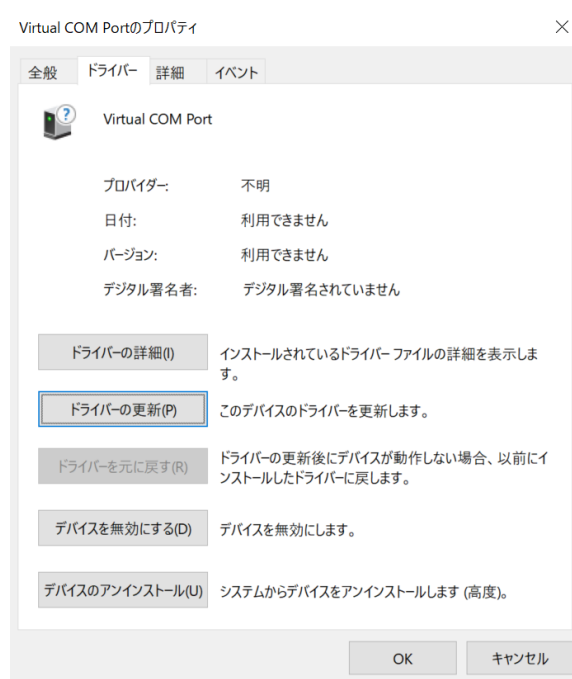 Virtual COM Portのプロパティ
全般 ドライバー 詳細 イベント
Virtual COM Port
プロバイダー: 不明
日付: 利用できません
バージョン: 利用できません
デジタル署名者: デジタル署名されていません
ドライバーの詳細(I) インストールされているドライバー ファイルの詳細を表示しま
す。
ドライバーの更新(P) このデバイスのドライバーを更新します。
ドライバーを元に戻す(R) ドライバーの更新後にデバイスが動作しない場合、以前にイ
ンストールしたドライバーに戻します。
デバイスを無効にする(D) デバイスを無効にします。
デバイスのアンインストール(U) システムからデバイスをアンインストールします (高度)。
OK キャンセル